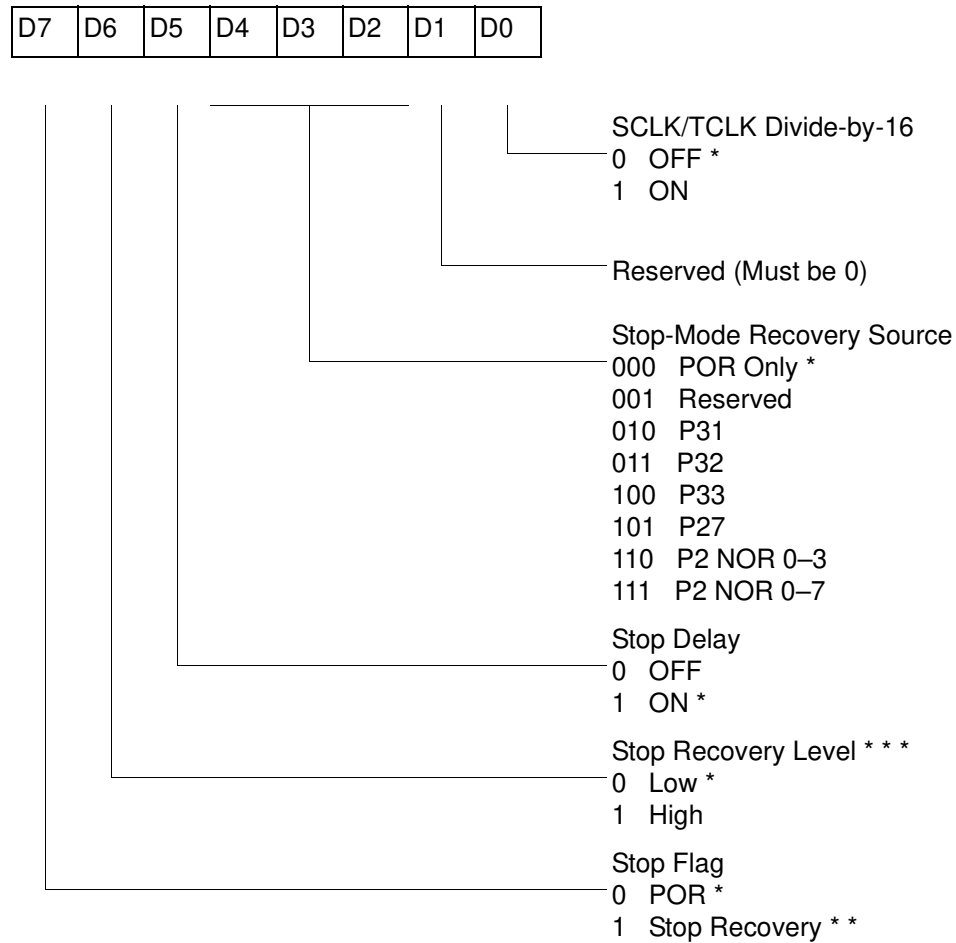 D7 D6 D5 D4 D3 D2 D1 D0
SCLK/TCLK Divide-by-16
0 OFF *
1 ON
Reserved (Must be 0)
Stop-Mode Recovery Source
000 POR Only *
001 Reserved
010 P31
011 P32
100 P33
101 P27
110 P2 NOR 0–3
111 P2 NOR 0–7
Stop Delay
0 OFF
1 ON *
Stop Recovery Level * * *
0 Low *
1 High
Stop Flag
0 POR *
1 Stop Recovery * *